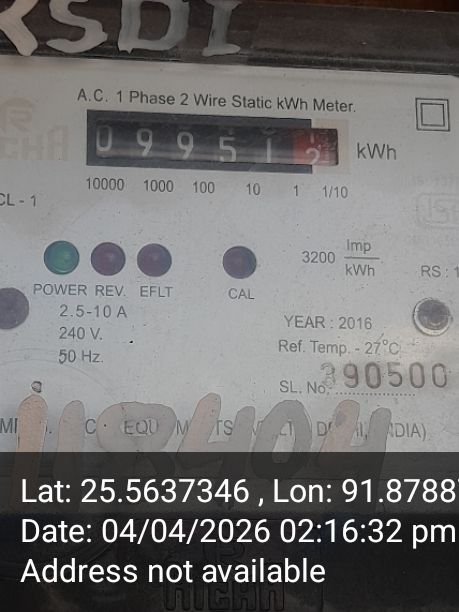 KSDI
A.C. 1 Phase 2 Wire Static kWh Meter.
0 9 9 5 1 2 kWh
10000 1000 100 10 1 1/10
CL - 1
3200 Imp
kWh
POWER REV. EFLT CAL
RS : 1
2.5-10 A
240 V.
50 Hz.
YEAR : 2016
Ref. Temp. - 27°C
SL. No. 390500
118404
Lat: 25.5637346 , Lon: 91.8788
Date: 04/04/2026 02:16:32 pm
Address not available